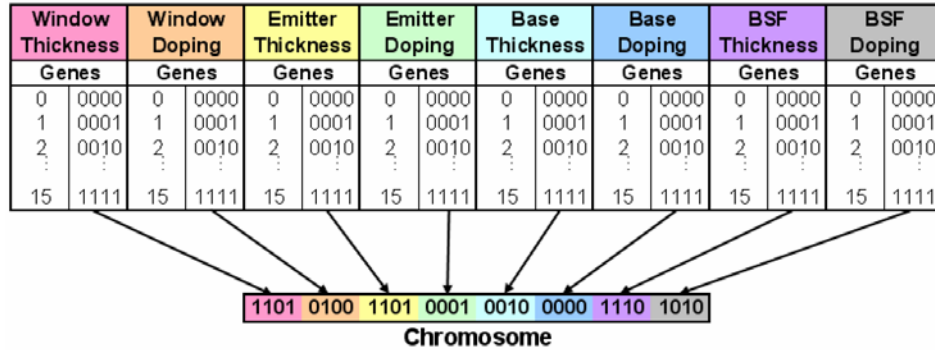 Window Thickness Window Doping Emitter Thickness Emitter Doping Base Thickness Base Doping BSF Thickness BSF Doping
Genes Genes Genes Genes Genes Genes Genes Genes
0 0000 0 0000 0 0000 0 0000 0 0000 0 0000 0 0000 0 0000
1 0001 1 0001 1 0001 1 0001 1 0001 1 0001 1 0001 1 0001
2 0010 2 0010 2 0010 2 0010 2 0010 2 0010 2 0010 2 0010
⋮ ⋮ ⋮ ⋮ ⋮ ⋮ ⋮ ⋮ ⋮ ⋮ ⋮ ⋮ ⋮ ⋮ ⋮ ⋮
15 1111 15 1111 15 1111 15 1111 15 1111 15 1111 15 1111 15 1111
1101 0100 1101 0001 0010 0000 1110 1010
Chromosome